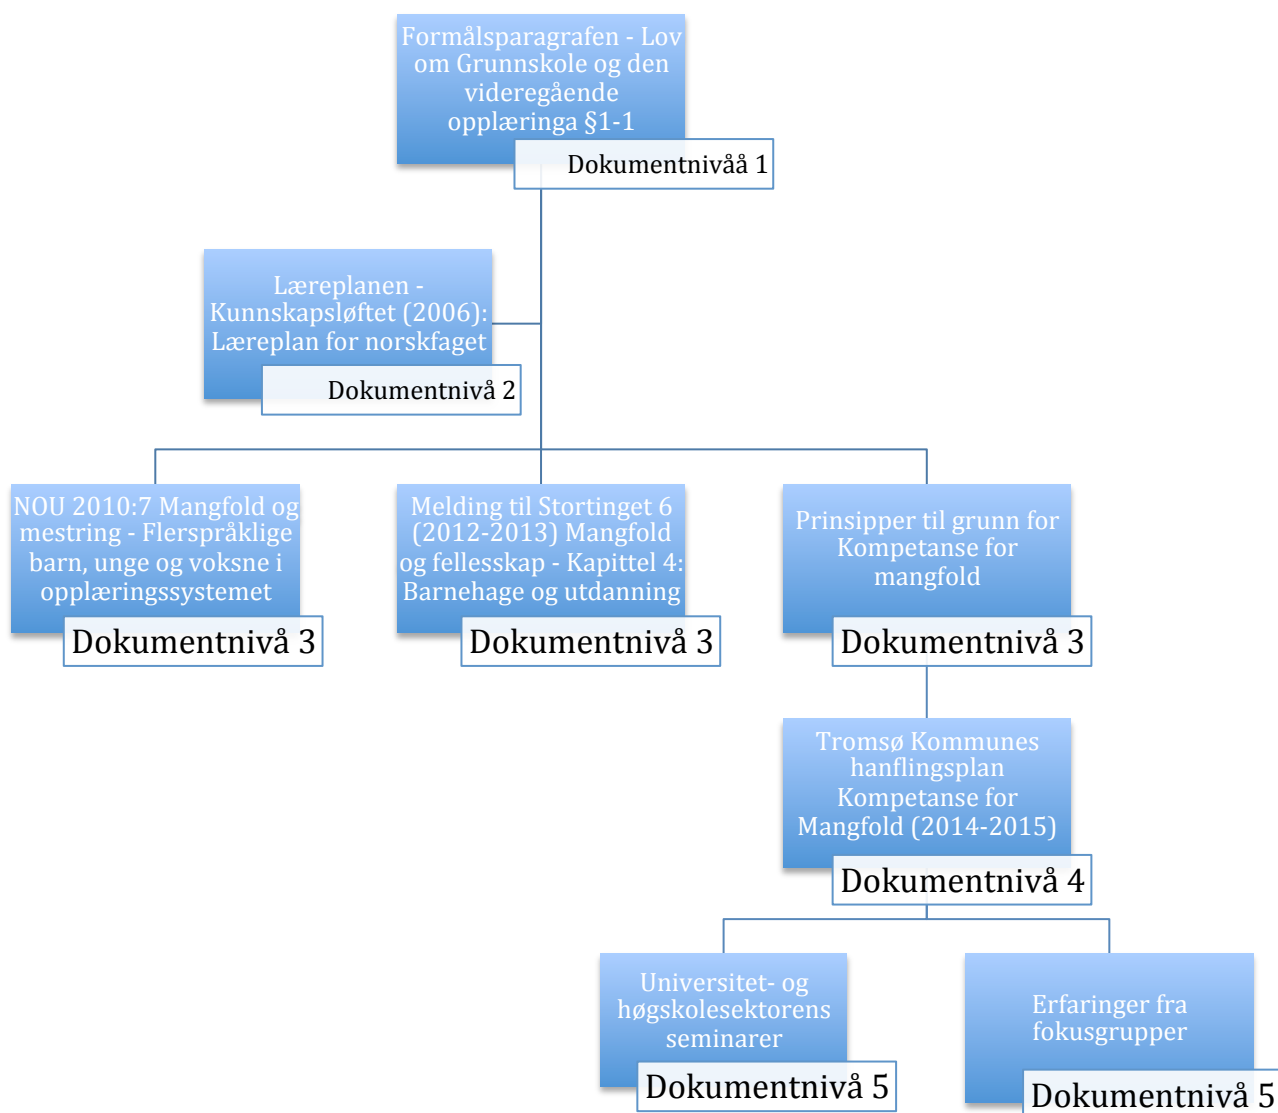 Formålsparagrafen - Lov
om Grunnskole og den
videregående
opplæringa §1-1
Dokumentnivåå 1
Læreplanen -
Kunnskapsløftet (2006):
Læreplan for norskfaget
Dokumentnivå 2
NOU 2010:7 Mangfold og
mestring - Flerspråklige
barn, unge og voksne i
opplæringssystemet
Dokumentnivå 3
Melding til Stortinget 6
(2012-2013) Mangfold
og fellesskap - Kapittel 4:
Barnehage og utdanning
Dokumentnivå 3
Prinsipper til grunn for
Kompetanse for
mangfold
Dokumentnivå 3
Tromsø Kommunes
hanflingsplan
Kompetanse for
Mangfold (2014-2015)
Dokumentnivå 4
Universitet- og
høgskolesektorens
seminarer
Dokumentnivå 5
Erfaringer fra
fokusgrupper
Dokumentnivå 5